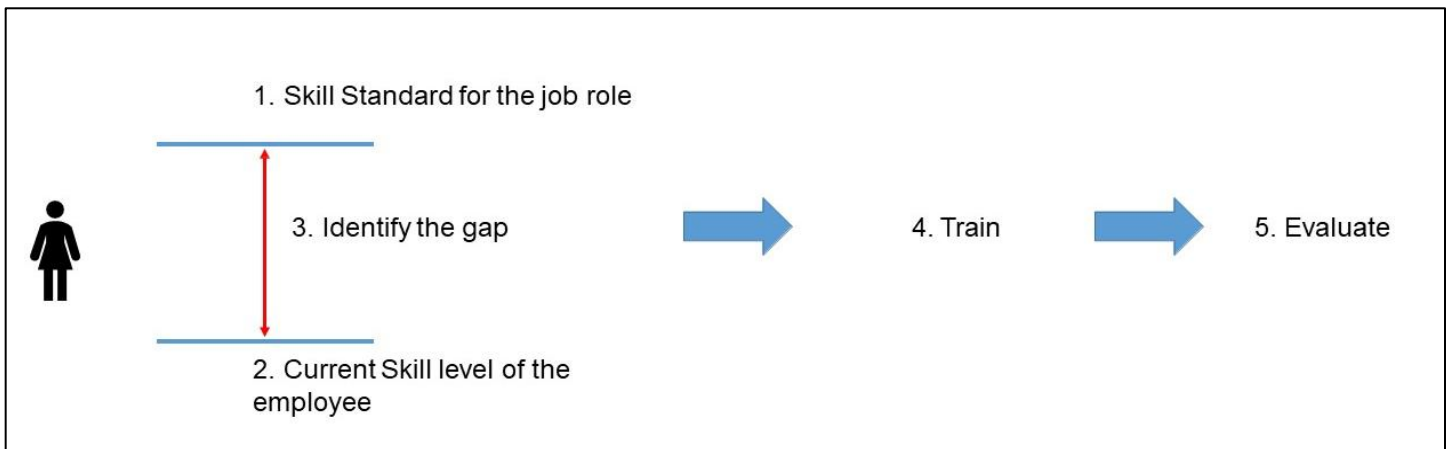 1. Skill Standard for the job role
3. Identify the gap
4. Train
5. Evaluate
2. Current Skill level of the
employee